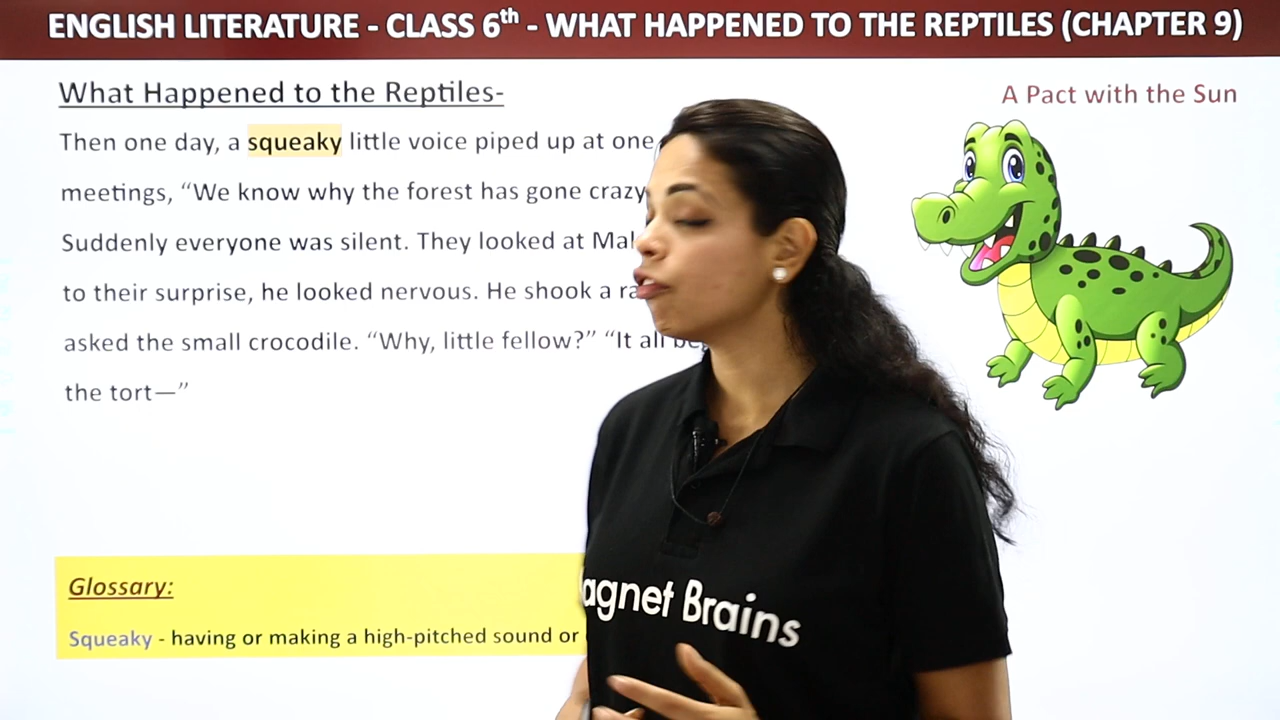 ENGLISH LITERATURE - CLASS 6th - WHAT HAPPENED TO THE REPTILES (CHAPTER 9)
What Happened to the Reptiles-
A Pact with the Sun
Then one day, a squeaky little voice piped up at one
meetings, “We know why the forest has gone crazy
Suddenly everyone was silent. They looked at
to their surprise, he looked nervous. He shook a
asked the small crocodile. “Why, little fellow?” “It all
the tort—”
Glossary:
Squeaky - having or making a high-pitched sound or
agnet Brains